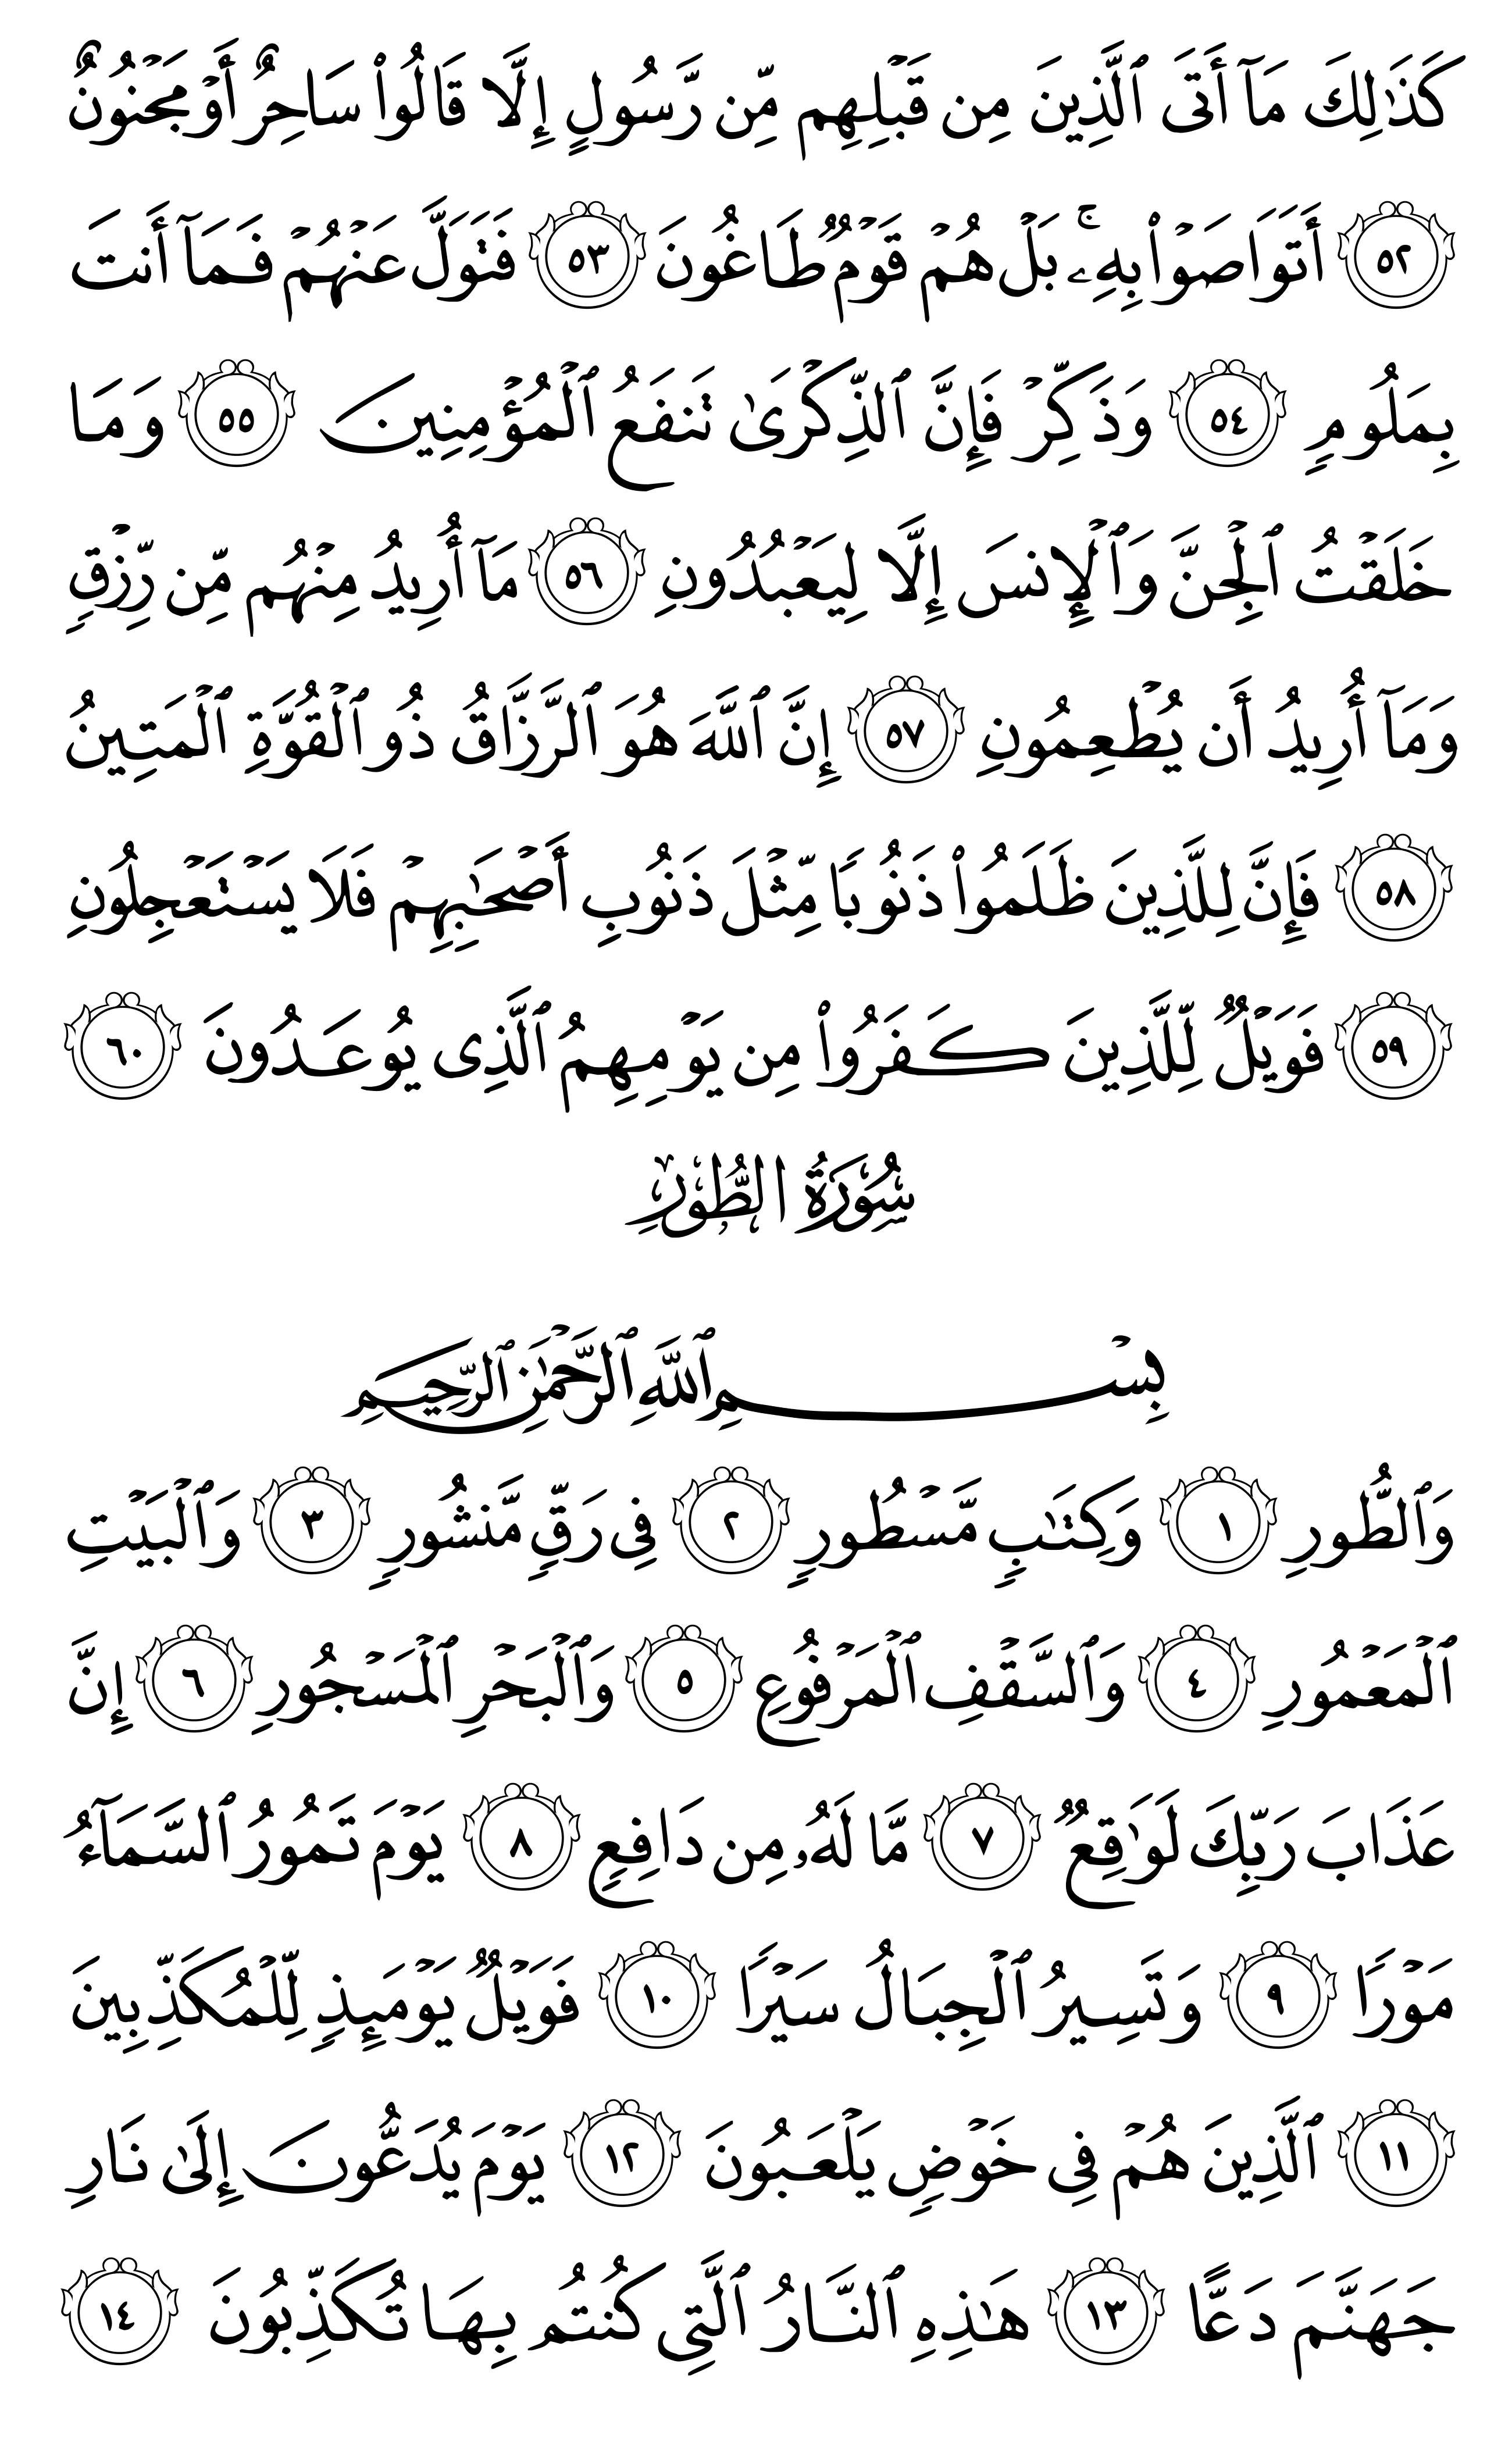 كَذَٰلِكَ مَآ أَتَى ٱلَّذِينَ مِن قَبۡلِهِم مِّن رَّسُولٍ إِلَّا قَالُواْ سَاحِرٌ أَوۡ مَجۡنُونٌ
٥٢ أَتَوَاصَوۡاْ بِهِۦۚ بَلۡ هُمۡ قَوۡمٞ طَاغُونَ ٥٣ فَتَوَلَّ عَنۡهُمۡ فَمَآ أَنتَ
بِمَلُومٖ ٥٤ وَذَكِّرۡ فَإِنَّ ٱلذِّكۡرَىٰ تَنفَعُ ٱلۡمُؤۡمِنِينَ ٥٥ وَمَا
خَلَقۡتُ ٱلۡجِنَّ وَٱلۡإِنسَ إِلَّا لِيَعۡبُدُونِ ٥٦ مَآ أُرِيدُ مِنۡهُم مِّن رِّزۡقٖ
وَمَآ أُرِيدُ أَن يُطۡعِمُونِ ٥٧ إِنَّ ٱللَّهَ هُوَ ٱلرَّزَّاقُ ذُو ٱلۡقُوَّةِ ٱلۡمَتِينُ
٥٨ فَإِنَّ لِلَّذِينَ ظَلَمُواْ ذَنُوبٗا مِّثۡلَ ذَنُوبِ أَصۡحَٰبِهِمۡ فَلَا يَسۡتَعۡجِلُونِ
٥٩ فَوَيۡلٞ لِّلَّذِينَ كَفَرُواْ مِن يَوۡمِهِمُ ٱلَّذِي يُوعَدُونَ ٦٠
سُورَةُ الطُّورِ
بِسۡمِ ٱللَّهِ ٱلرَّحۡمَٰنِ ٱلرَّحِيمِ
وَٱلطُّورِ ١ وَكِتَٰبٖ مَّسۡطُورٖ ٢ فِي رَقّٖ مَّنشُورٖ ٣ وَٱلۡبَيۡتِ
ٱلۡمَعۡمُورِ ٤ وَٱلسَّقۡفِ ٱلۡمَرۡفُوعِ ٥ وَٱلۡبَحۡرِ ٱلۡمَسۡجُورِ ٦ إِنَّ
عَذَابَ رَبِّكَ لَوَٰقِعٞ ٧ مَّا لَهُۥ مِن دَافِعٖ ٨ يَوۡمَ تَمُورُ ٱلسَّمَآءُ
مَوۡرٗا ٩ وَتَسِيرُ ٱلۡجِبَالُ سَيۡرٗا ١٠ فَوَيۡلٞ يَوۡمَئِذٖ لِّلۡمُكَذِّبِينَ
١١ ٱلَّذِينَ هُمۡ فِي خَوۡضٖ يَلۡعَبُونَ ١٢ يَوۡمَ يُدَعُّونَ إِلَىٰ نَارِ
جَهَنَّمَ دَعًّا ١٣ هَٰذِهِ ٱلنَّارُ ٱلَّتِي كُنتُم بِهَا تُكَذِّبُونَ ١٤